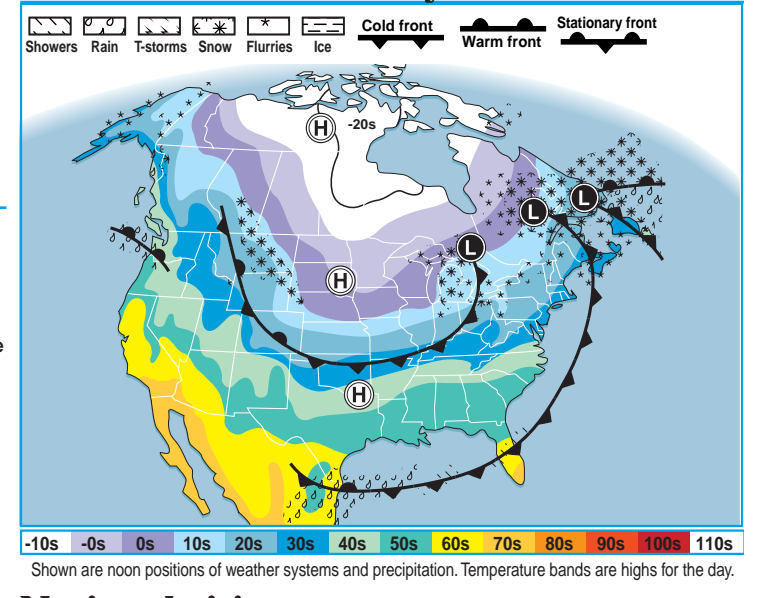 Showers Rain T-storms Snow Flurries Ice Cold front Warm front Stationary front
H -20s
L L
L
H
H
-10s -0s 0s 10s 20s 30s 40s 50s 60s 70s 80s 90s 100s 110s
Shown are noon positions of weather systems and precipitation. Temperature bands are highs for the day.